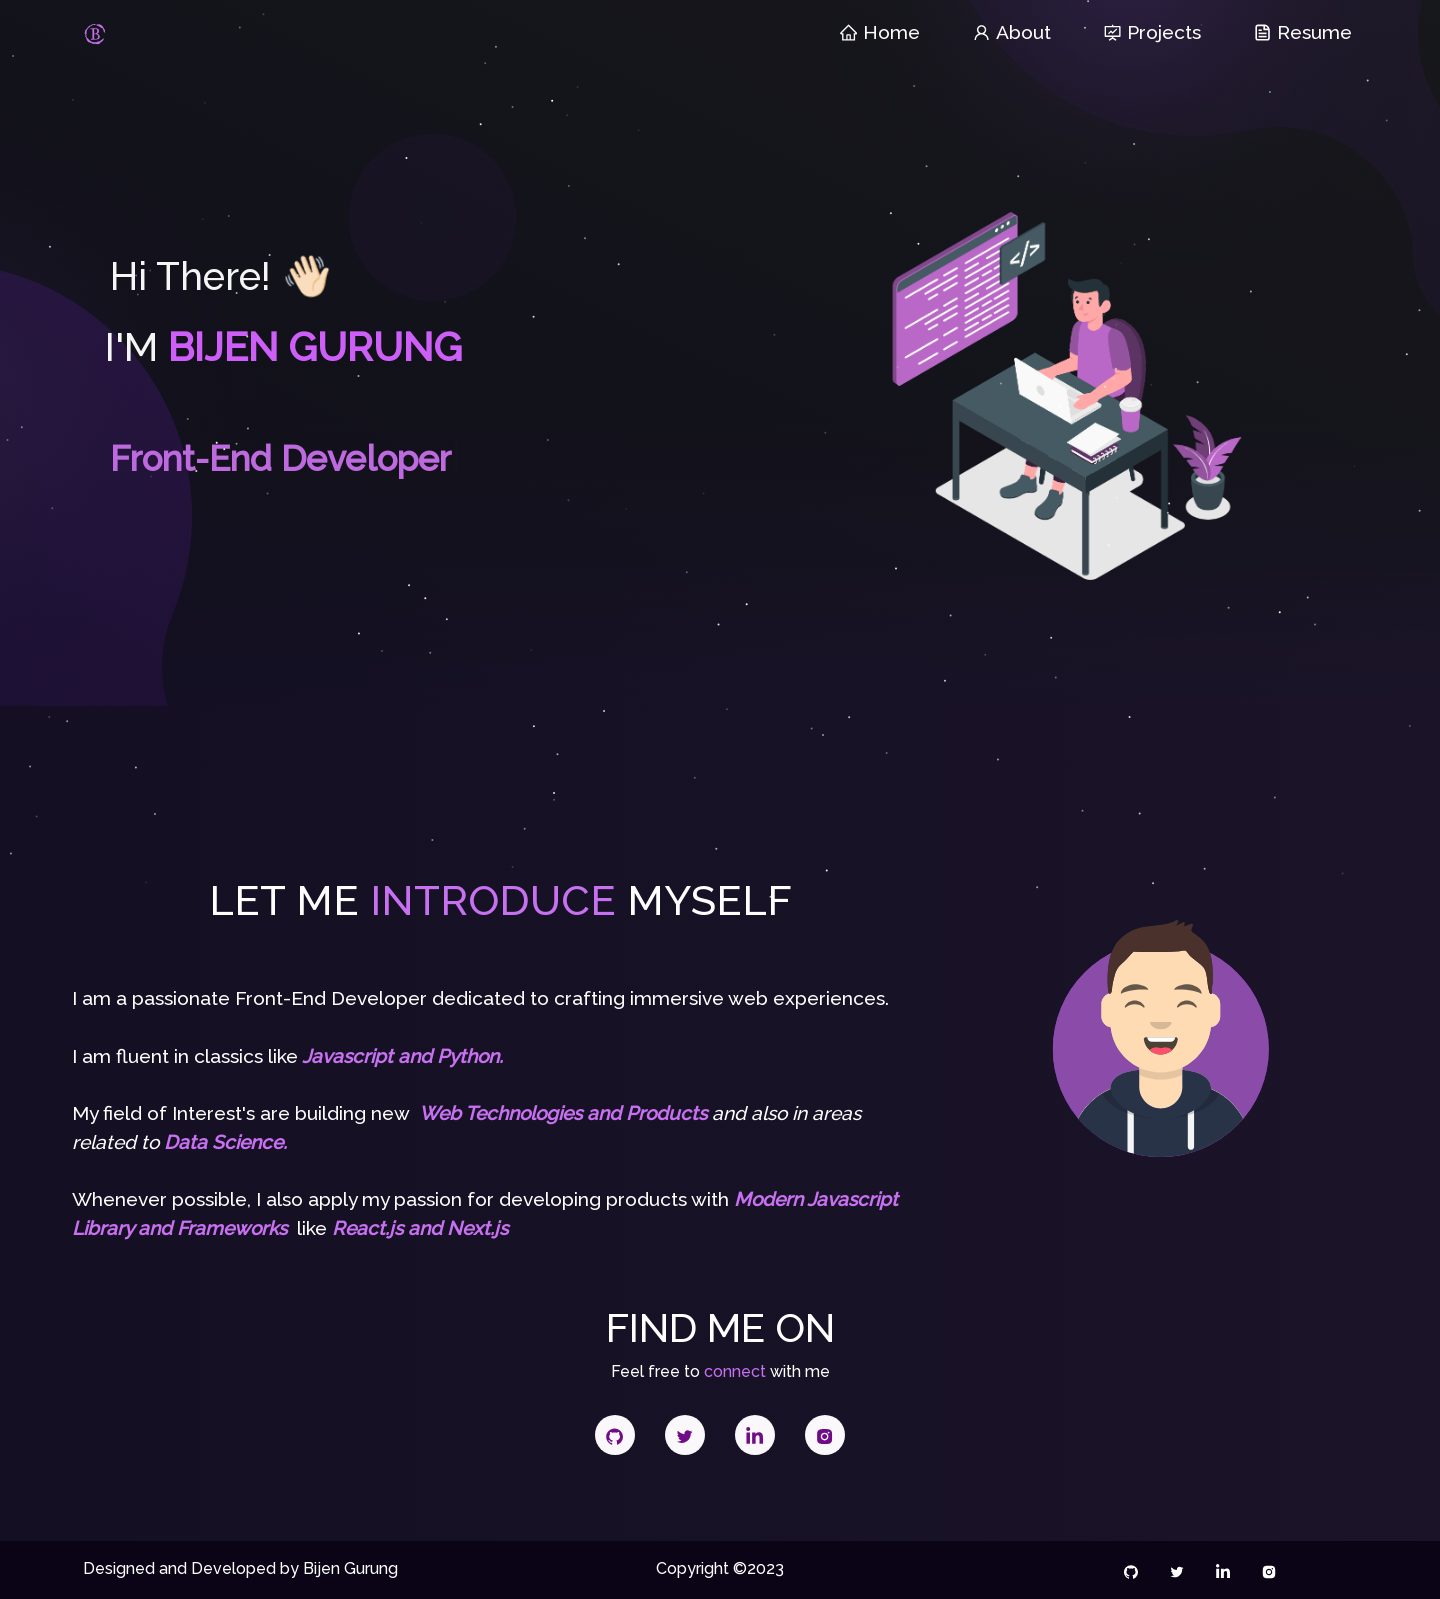 B
Home
About
Projects
Resume
Hi There! 👋🏻
I'M BIJEN GURUNG
</>
Front-End Developer
LET ME INTRODUCE MYSELF
I am a passionate Front-End Developer dedicated to crafting immersive web experiences.
I am fluent in classics like Javascript and Python.
My field of Interest's are building new Web Technologies and Products and also in areas
related to Data Science.
Whenever possible, I also apply my passion for developing products with Modern Javascript
Library and Frameworks like React.js and Next.js
FIND ME ON
Feel free to connect with me
in
Designed and Developed by Bijen Gurung
Copyright ©2023
in